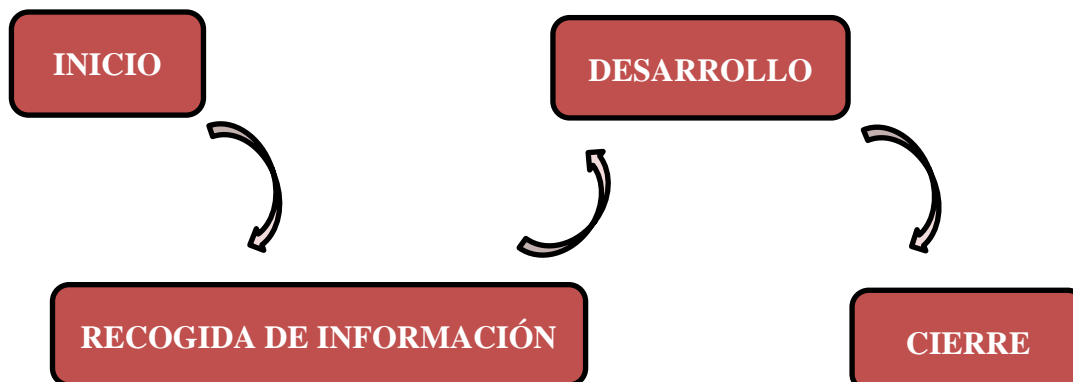 INICIO
RECOGIDA DE INFORMACIÓN
DESARROLLO
CIERRE